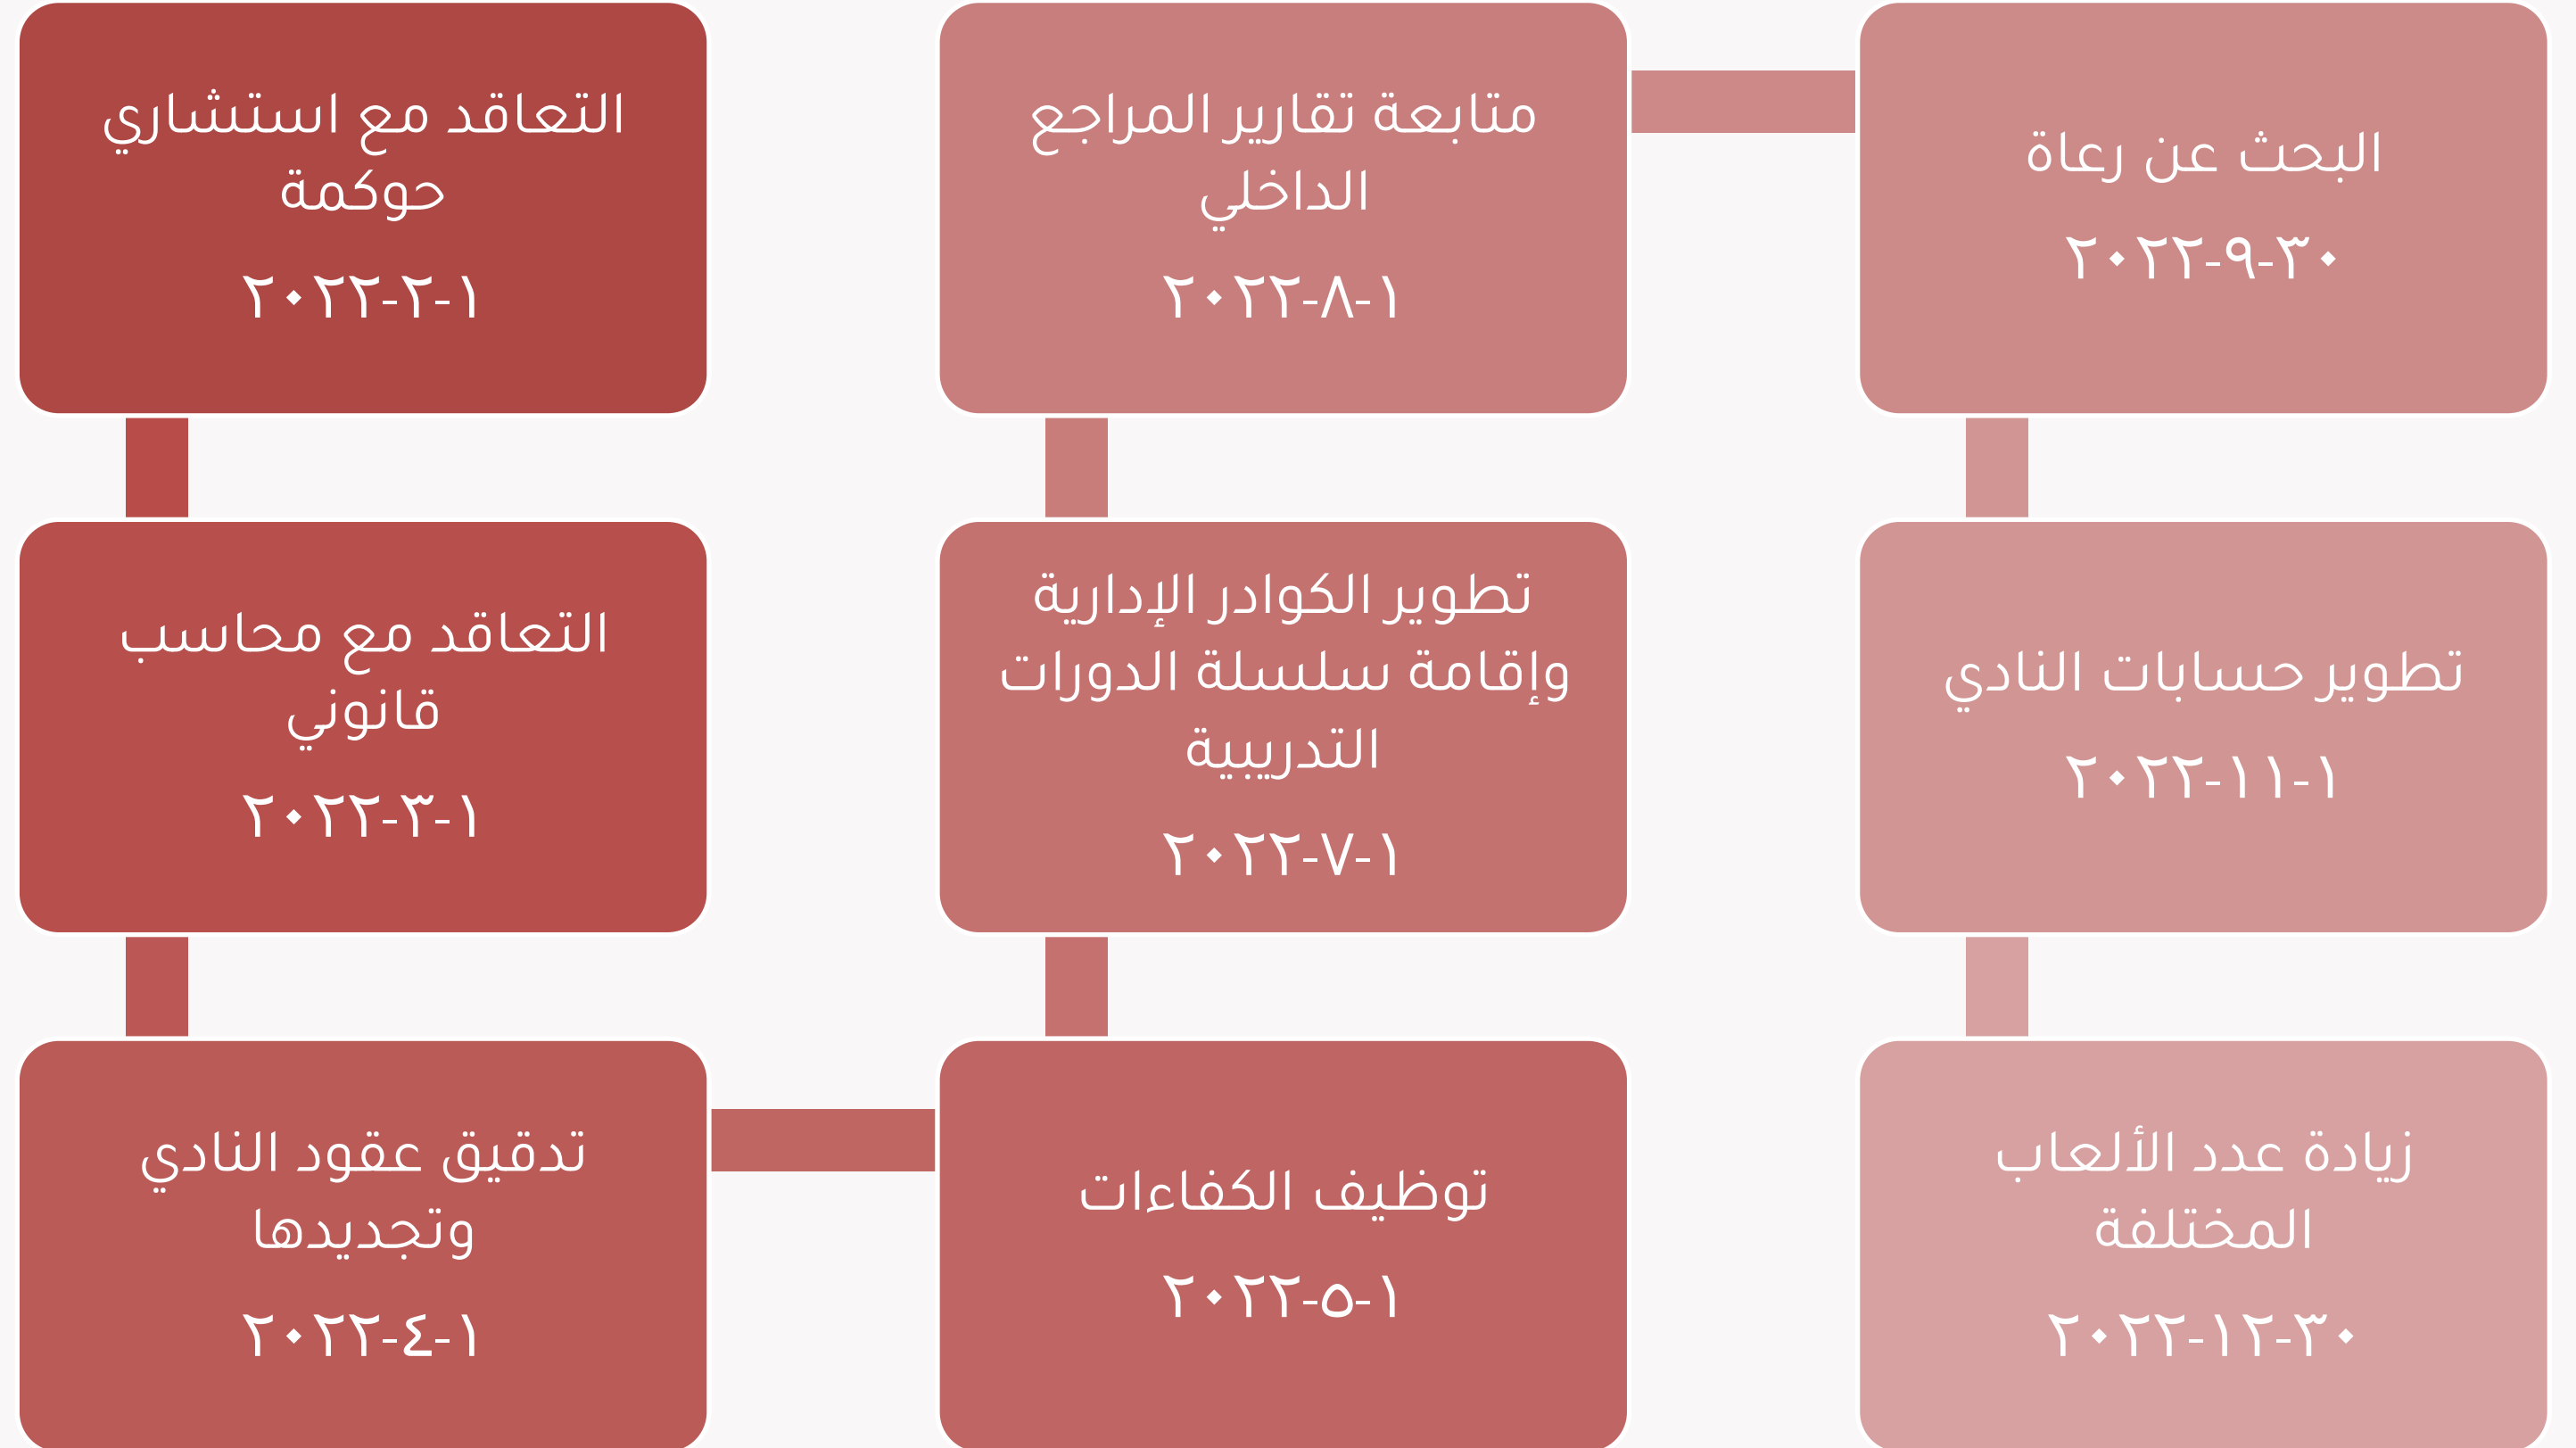 التعاقد مع استشاري
حوكمة
٢٠٢٢-٢-١
التعاقد مع محاسب
قانوني
٢٠٢٢-٣-١
تدقيق عقود النادي
وتجديدها
٢٠٢٢-٤-١
توظيف الكفاءات
٢٠٢٢-٥-١
تطوير الكوادر الإدارية
وإقامة سلسلة الدورات
التدريبية
٢٠٢٢-٧-١
متابعة تقارير المراجع
الداخلي
٢٠٢٢-٨-١
البحث عن رعاة
٢٠٢٢-٩-٣٠
تطوير حسابات النادي
٢٠٢٢-١١-١
زيادة عدد الألعاب
المختلفة
٢٠٢٢-١٢-٣٠